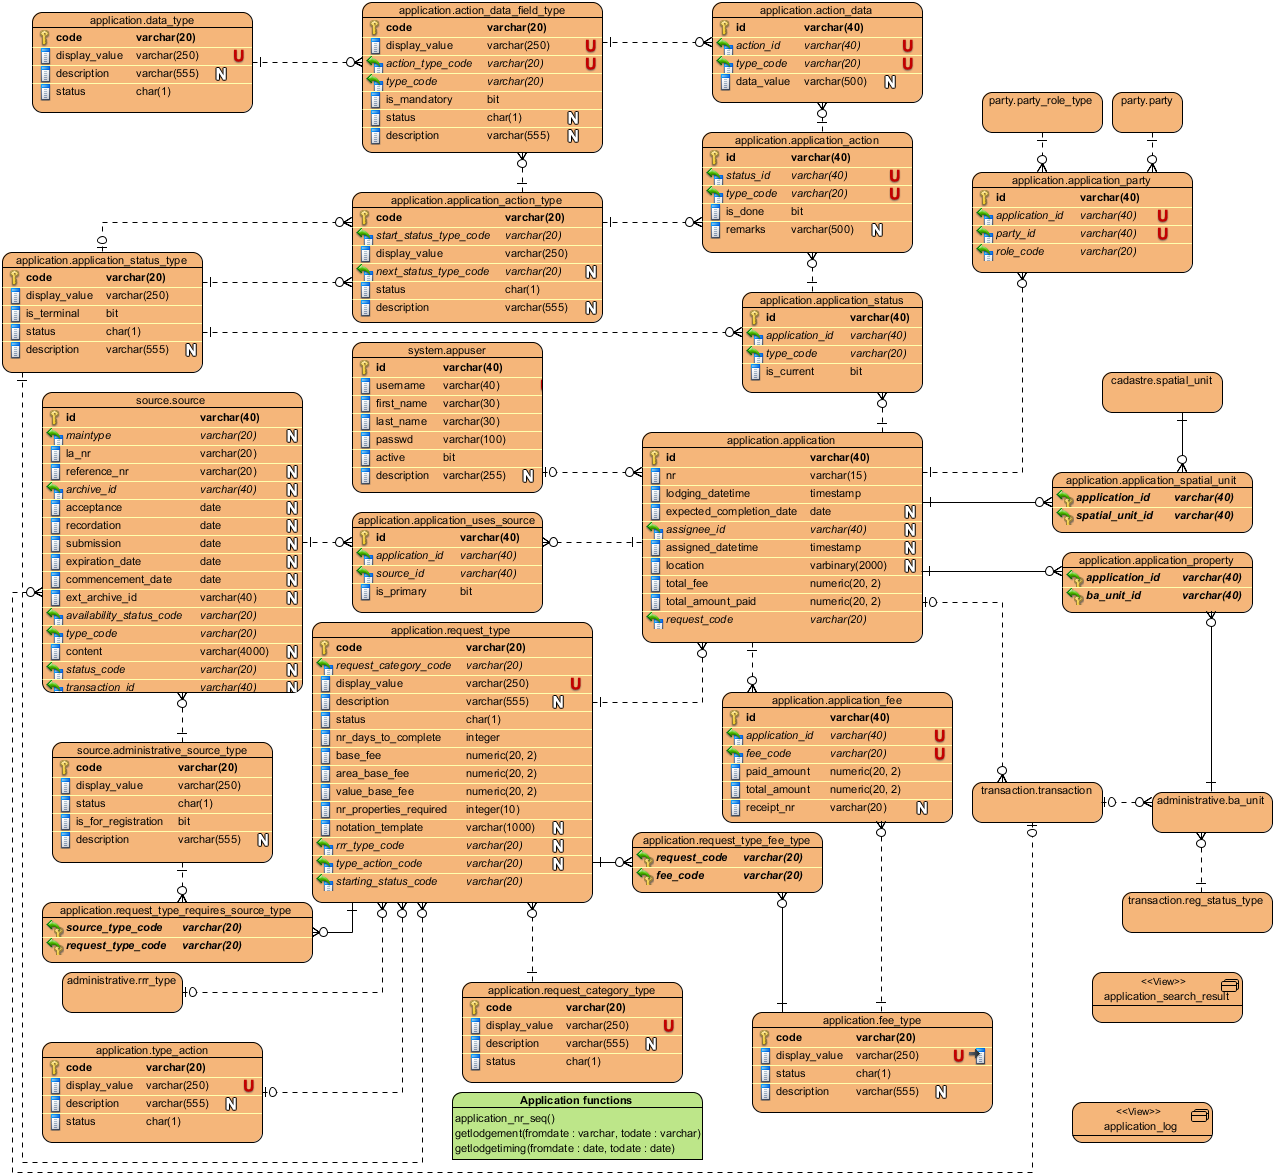 application.data_type
code varchar(20)
display_value varchar(250) U
description varchar(555) N
status char(1)
application.action_data_field_type
code varchar(20)
display_value varchar(250) U
action_type_code varchar(20) U
type_code varchar(20)
is_mandatory bit
status char(1) N
description varchar(555) N
application.action_data
id varchar(40)
action_id varchar(40) U
type_code varchar(20) U
data_value varchar(500) N
party.party_role_type
party.party
application.application_action
id varchar(40)
status_id varchar(40) U
type_code varchar(20) U
is_done bit
remarks varchar(500) N
application.application_party
id varchar(40)
application_id varchar(40) U
party_id varchar(40) U
role_code varchar(20)
application.application_action_type
code varchar(20)
start_status_type_code varchar(20)
display_value varchar(250)
next_status_type_code varchar(20) N
status char(1)
description varchar(555) N
application.application_status_type
code varchar(20)
display_value varchar(250)
is_terminal bit
status char(1)
description varchar(555) N
application.application_status
id varchar(40)
application_id varchar(40)
type_code varchar(20)
is_current bit
system.appuser
id varchar(40)
username varchar(40)
first_name varchar(30)
last_name varchar(30)
passwd varchar(100)
active bit
description varchar(255) N
cadastre.spatial_unit
source.source
id varchar(40)
maintype varchar(20) N
la_nr varchar(20)
reference_nr varchar(20) N
archive_id varchar(40) N
acceptance date N
recordation date N
submission date N
expiration_date date N
commencement_date date N
ext_archive_id varchar(40) N
availability_status_code varchar(20)
type_code varchar(20)
content varchar(4000) N
status_code varchar(20) N
transaction_id varchar(40) N
application.application
id varchar(40)
nr varchar(15)
lodging_datetime timestamp
expected_completion_date date N
assignee_id varchar(40) N
assigned_datetime timestamp N
location varbinary(2000) N
total_fee numeric(20, 2)
total_amount_paid numeric(20, 2)
request_code varchar(20)
application.application_spatial_unit
application_id varchar(40)
spatial_unit_id varchar(40)
application.application_uses_source
id varchar(40)
application_id varchar(40)
source_id varchar(40)
is_primary bit
application.application_property
application_id varchar(40)
ba_unit_id varchar(40)
application.request_type
code varchar(20)
request_category_code varchar(20)
display_value varchar(250) U
description varchar(555) N
status char(1)
nr_days_to_complete integer
base_fee numeric(20, 2)
area_base_fee numeric(20, 2)
value_base_fee numeric(20, 2)
nr_properties_required integer(10)
notation_template varchar(1000) N
rrr_type_code varchar(20) N
type_action_code varchar(20) N
starting_status_code varchar(20)
application.application_fee
id varchar(40)
application_id varchar(40) U
fee_code varchar(20) U
paid_amount numeric(20, 2)
total_amount numeric(20, 2)
receipt_nr varchar(20) N
source.administrative_source_type
code varchar(20)
display_value varchar(250)
status char(1)
is_for_registration bit
description varchar(555) N
transaction.transaction
administrative.ba_unit
application.request_type_fee_type
request_code varchar(20)
fee_code varchar(20)
transaction.reg_status_type
application.request_type_requires_source_type
source_type_code varchar(20)
request_type_code varchar(20)
administrative.rrr_type
application.request_category_type
code varchar(20)
display_value varchar(250) U
description varchar(555) N
status char(1)
<<View>>
application_search_result
application.fee_type
code varchar(20)
display_value varchar(250) U
status char(1)
description varchar(555) N
application.type_action
code varchar(20)
display_value varchar(250) U
description varchar(555) N
status char(1)
Application functions
application_nr_seq()
getlodgement(fromdate : varchar, todate : varchar)
getlodgetiming(fromdate : date, todate : date)
<<View>>
application_log